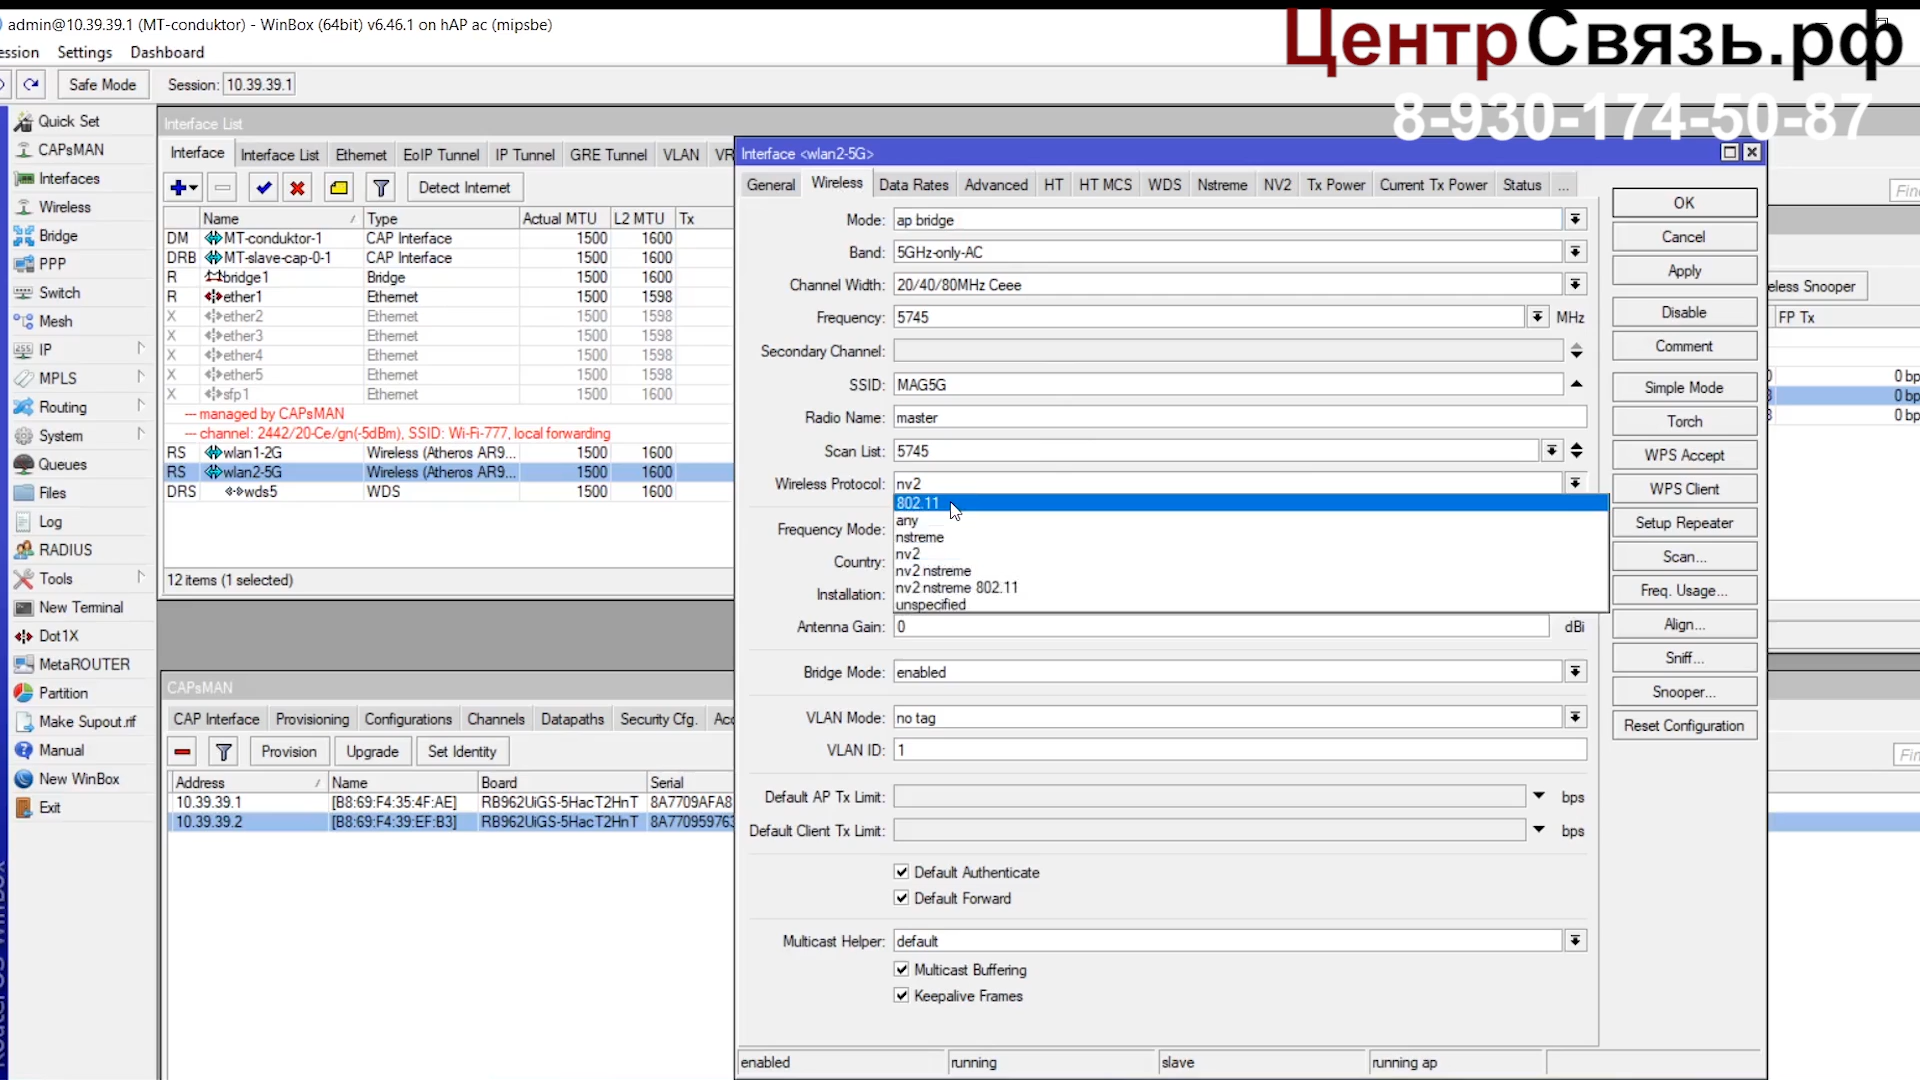 admin@10.39.39.1 (MT-conduktor) - WinBox (64bit) v6.46.1 on hAP ac (mipsbe)
ЦентрСвязь.рф
8-930-174-50-87
ession Settings Dashboard
Safe Mode Session: 10.39.39.1
Quick Set
CAPsMAN
Interfaces
Wireless
Bridge
PPP
Switch
Mesh
IP
MPLS
Routing
System
Queues
Files
Log
RADIUS
Tools
New Terminal
Dot1X
MetaROUTER
Partition
Make Supout.rif
Manual
New WinBox
Exit
Interface List
Interface Interface List Ethernet EoIP Tunnel IP Tunnel GRE Tunnel VLAN VR
Detect Internet
Name Type Actual MTU L2 MTU Tx
DM MT-conduktor-1 CAP Interface 1500 1600
DRB MT-slave-cap-0-1 CAP Interface 1500 1600
R bridge1 Bridge 1500 1600
R ether1 Ethernet 1500 1598
X ether2 Ethernet 1500 1598
X ether3 Ethernet 1500 1598
X ether4 Ethernet 1500 1598
X ether5 Ethernet 1500 1598
X sfp1 Ethernet 1500 1600
--- managed by CAPsMAN
--- channel: 2442/20-Ce/gn(-5dBm), SSID: Wi-Fi-777, local forwarding
RS wlan1-2G Wireless (Atheros AR9... 1500 1600
RS wlan2-5G Wireless (Atheros AR9... 1500 1600
DRS wds5 WDS 1500 1600
12 items (1 selected)
CAPsMAN
CAP Interface Provisioning Configurations Channels Datapaths Security Cfg. Acc
Provision Upgrade Set Identity
Address Name Board Serial
10.39.39.1 [B8:69:F4:35:4F:AE] RB962UiGS-5HacT2HnT 8A7709AFA8
10.39.39.2 [B8:69:F4:39:EF:B3] RB962UiGS-5HacT2HnT 8A770959763
Interface <wlan2-5G>
General Wireless Data Rates Advanced HT HT MCS WDS Nstreme NV2 Tx Power Current Tx Power Status ...
Mode: ap bridge
Band: 5GHz-only-AC
Channel Width: 20/40/80MHz Ceee
Frequency: 5745 MHz
Secondary Channel:
SSID: MAG5G
Radio Name: master
Scan List: 5745
Wireless Protocol: nv2
802.11
any
nstreme
nv2
nv2 nstreme
nv2 nstreme 802.11
unspecified
Frequency Mode:
Country:
Installation:
Antenna Gain: 0 dBi
Bridge Mode: enabled
VLAN Mode: no tag
VLAN ID: 1
Default AP Tx Limit: bps
Default Client Tx Limit: bps
Default Authenticate
Default Forward
Multicast Helper: default
Multicast Buffering
Keepalive Frames
enabled running slave running ap
OK
Cancel
Apply
Disable
Comment
Simple Mode
Torch
WPS Accept
WPS Client
Setup Repeater
Scan...
Freq. Usage...
Align...
Sniff...
Snooper...
Reset Configuration
Find
eless Snooper
FP Tx
0 bp
0 bp
0 bp
Fin